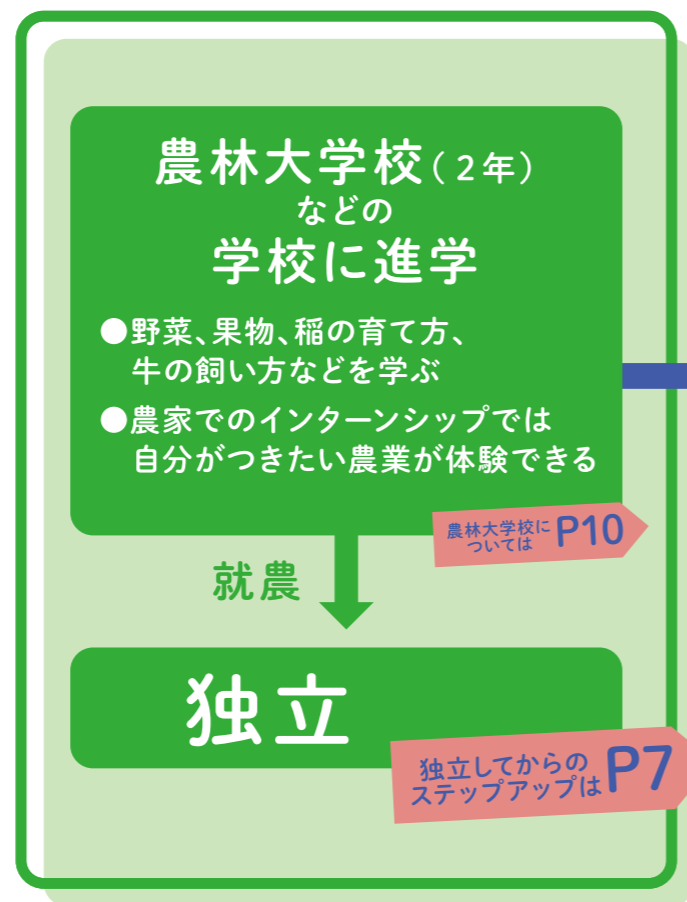 農林大学校（2年）
などの
学校に進学
●野菜、果物、稲の育て方、
牛の飼い方などを学ぶ
●農家でのインターンシップでは
自分がつきたい農業が体験できる
農林大学校に
ついては P10
就農
独立
独立してからの
ステップアップは P7